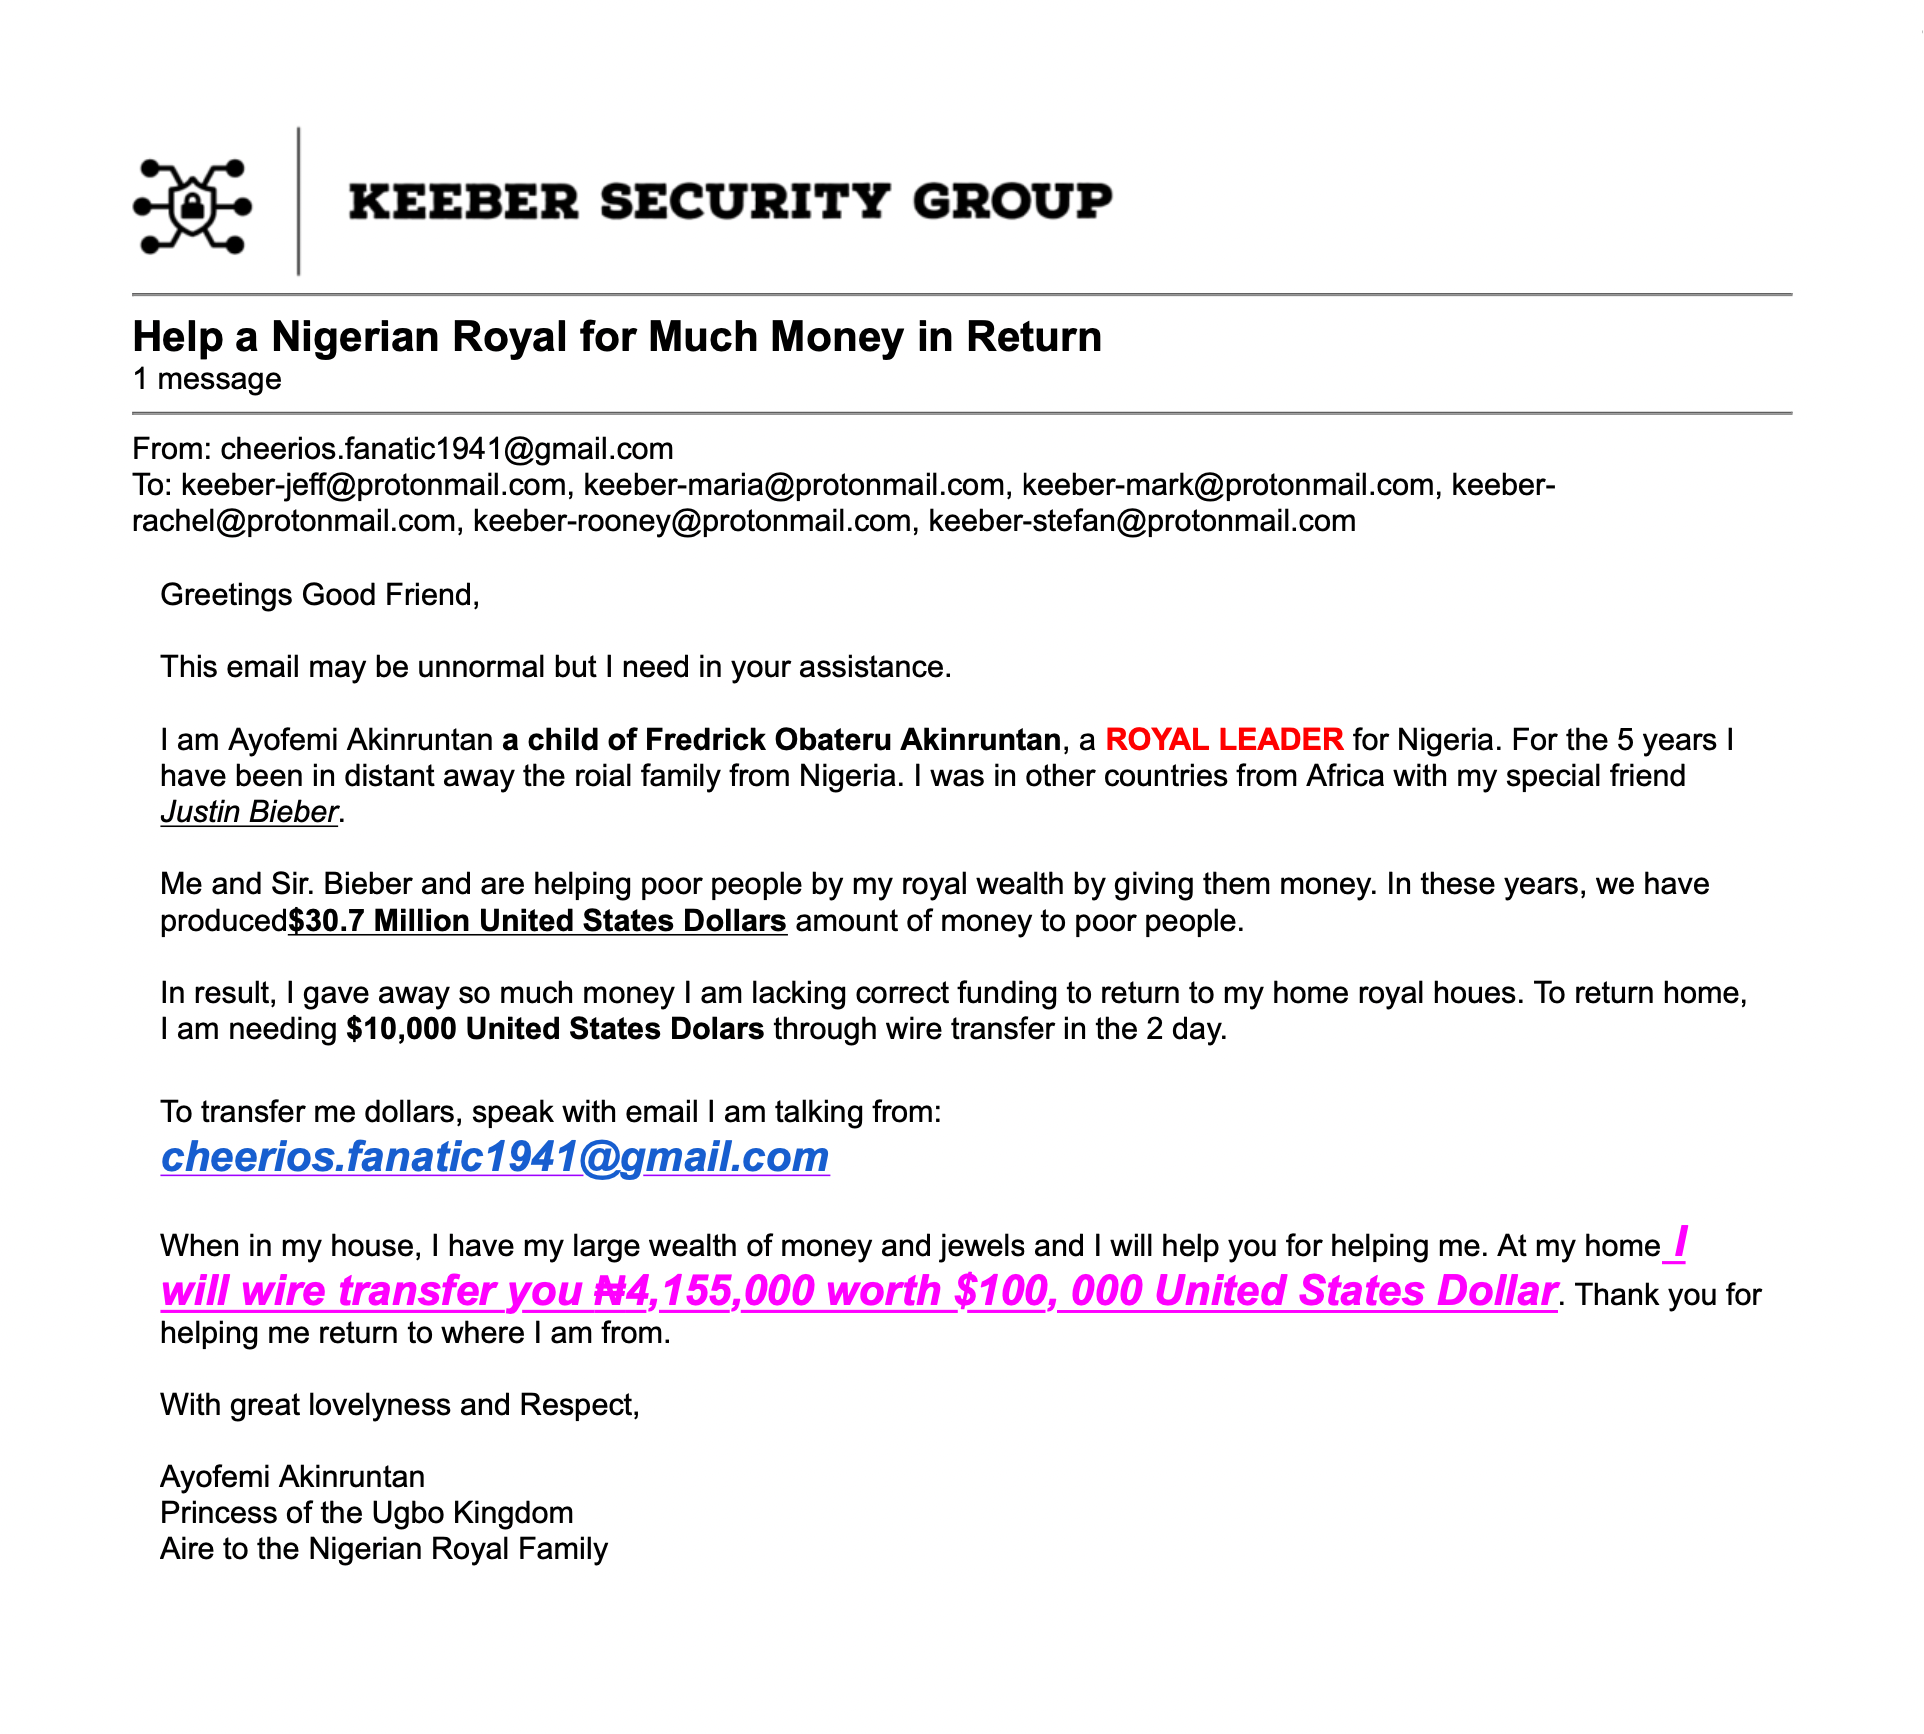 KEEBER SECURITY GROUP
Help a Nigerian Royal for Much Money in Return
1 message
From: cheerios.fanatic1941@gmail.com
To: keeber-jeff@protonmail.com, keeber-maria@protonmail.com, keeber-mark@protonmail.com, keeber-
rachel@protonmail.com, keeber-rooney@protonmail.com, keeber-stefan@protonmail.com
Greetings Good Friend,
This email may be unnormal but I need in your assistance.
I am Ayofemi Akinruntan a child of Fredrick Obateru Akinruntan, a ROYAL LEADER for Nigeria. For the 5 years I
have been in distant away the roial family from Nigeria. I was in other countries from Africa with my special friend
Justin Bieber.
Me and Sir. Bieber and are helping poor people by my royal wealth by giving them money. In these years, we have
produced$30.7 Million United States Dollars amount of money to poor people.
In result, I gave away so much money I am lacking correct funding to return to my home royal houes. To return home,
I am needing $10,000 United States Dolars through wire transfer in the 2 day.
To transfer me dollars, speak with email I am talking from:
cheerios.fanatic1941@gmail.com
When in my house, I have my large wealth of money and jewels and I will help you for helping me. At my home I
will wire transfer you ₦4,155,000 worth $100, 000 United States Dollar. Thank you for
helping me return to where I am from.
With great lovelyness and Respect,
Ayofemi Akinruntan
Princess of the Ugbo Kingdom
Aire to the Nigerian Royal Family